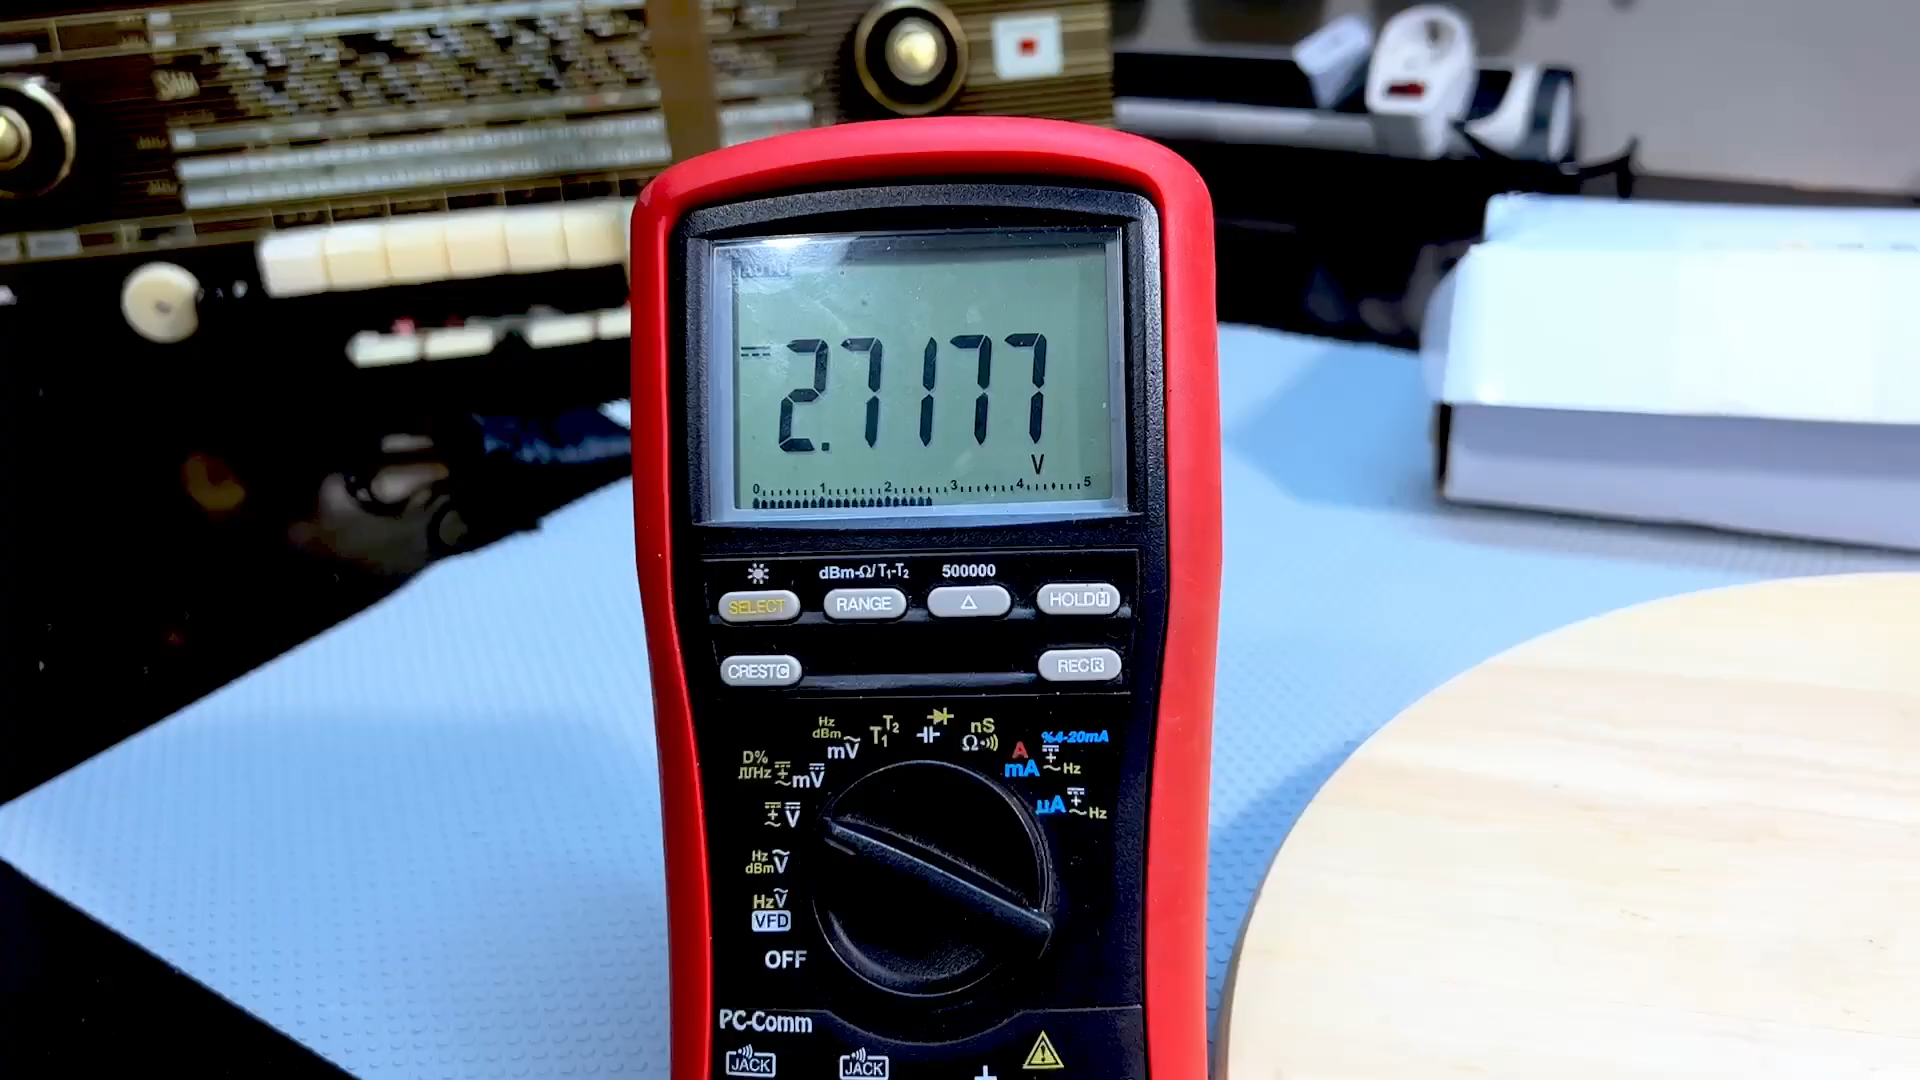 SABA
AUTO
2.7177
V
0 1 2 3 4 5
dBm-Ω/T1-T2 500000
SELECT RANGE △ HOLD H
CREST C REC R
Hz
dBm
mV
T1 T2
nS
Ω
%4-20mA
A
mA
Hz
D%
Hz
mV
V
µA
Hz
Hz
dBm V
Hz V
VFD
OFF
PC-Comm
JACK JACK +